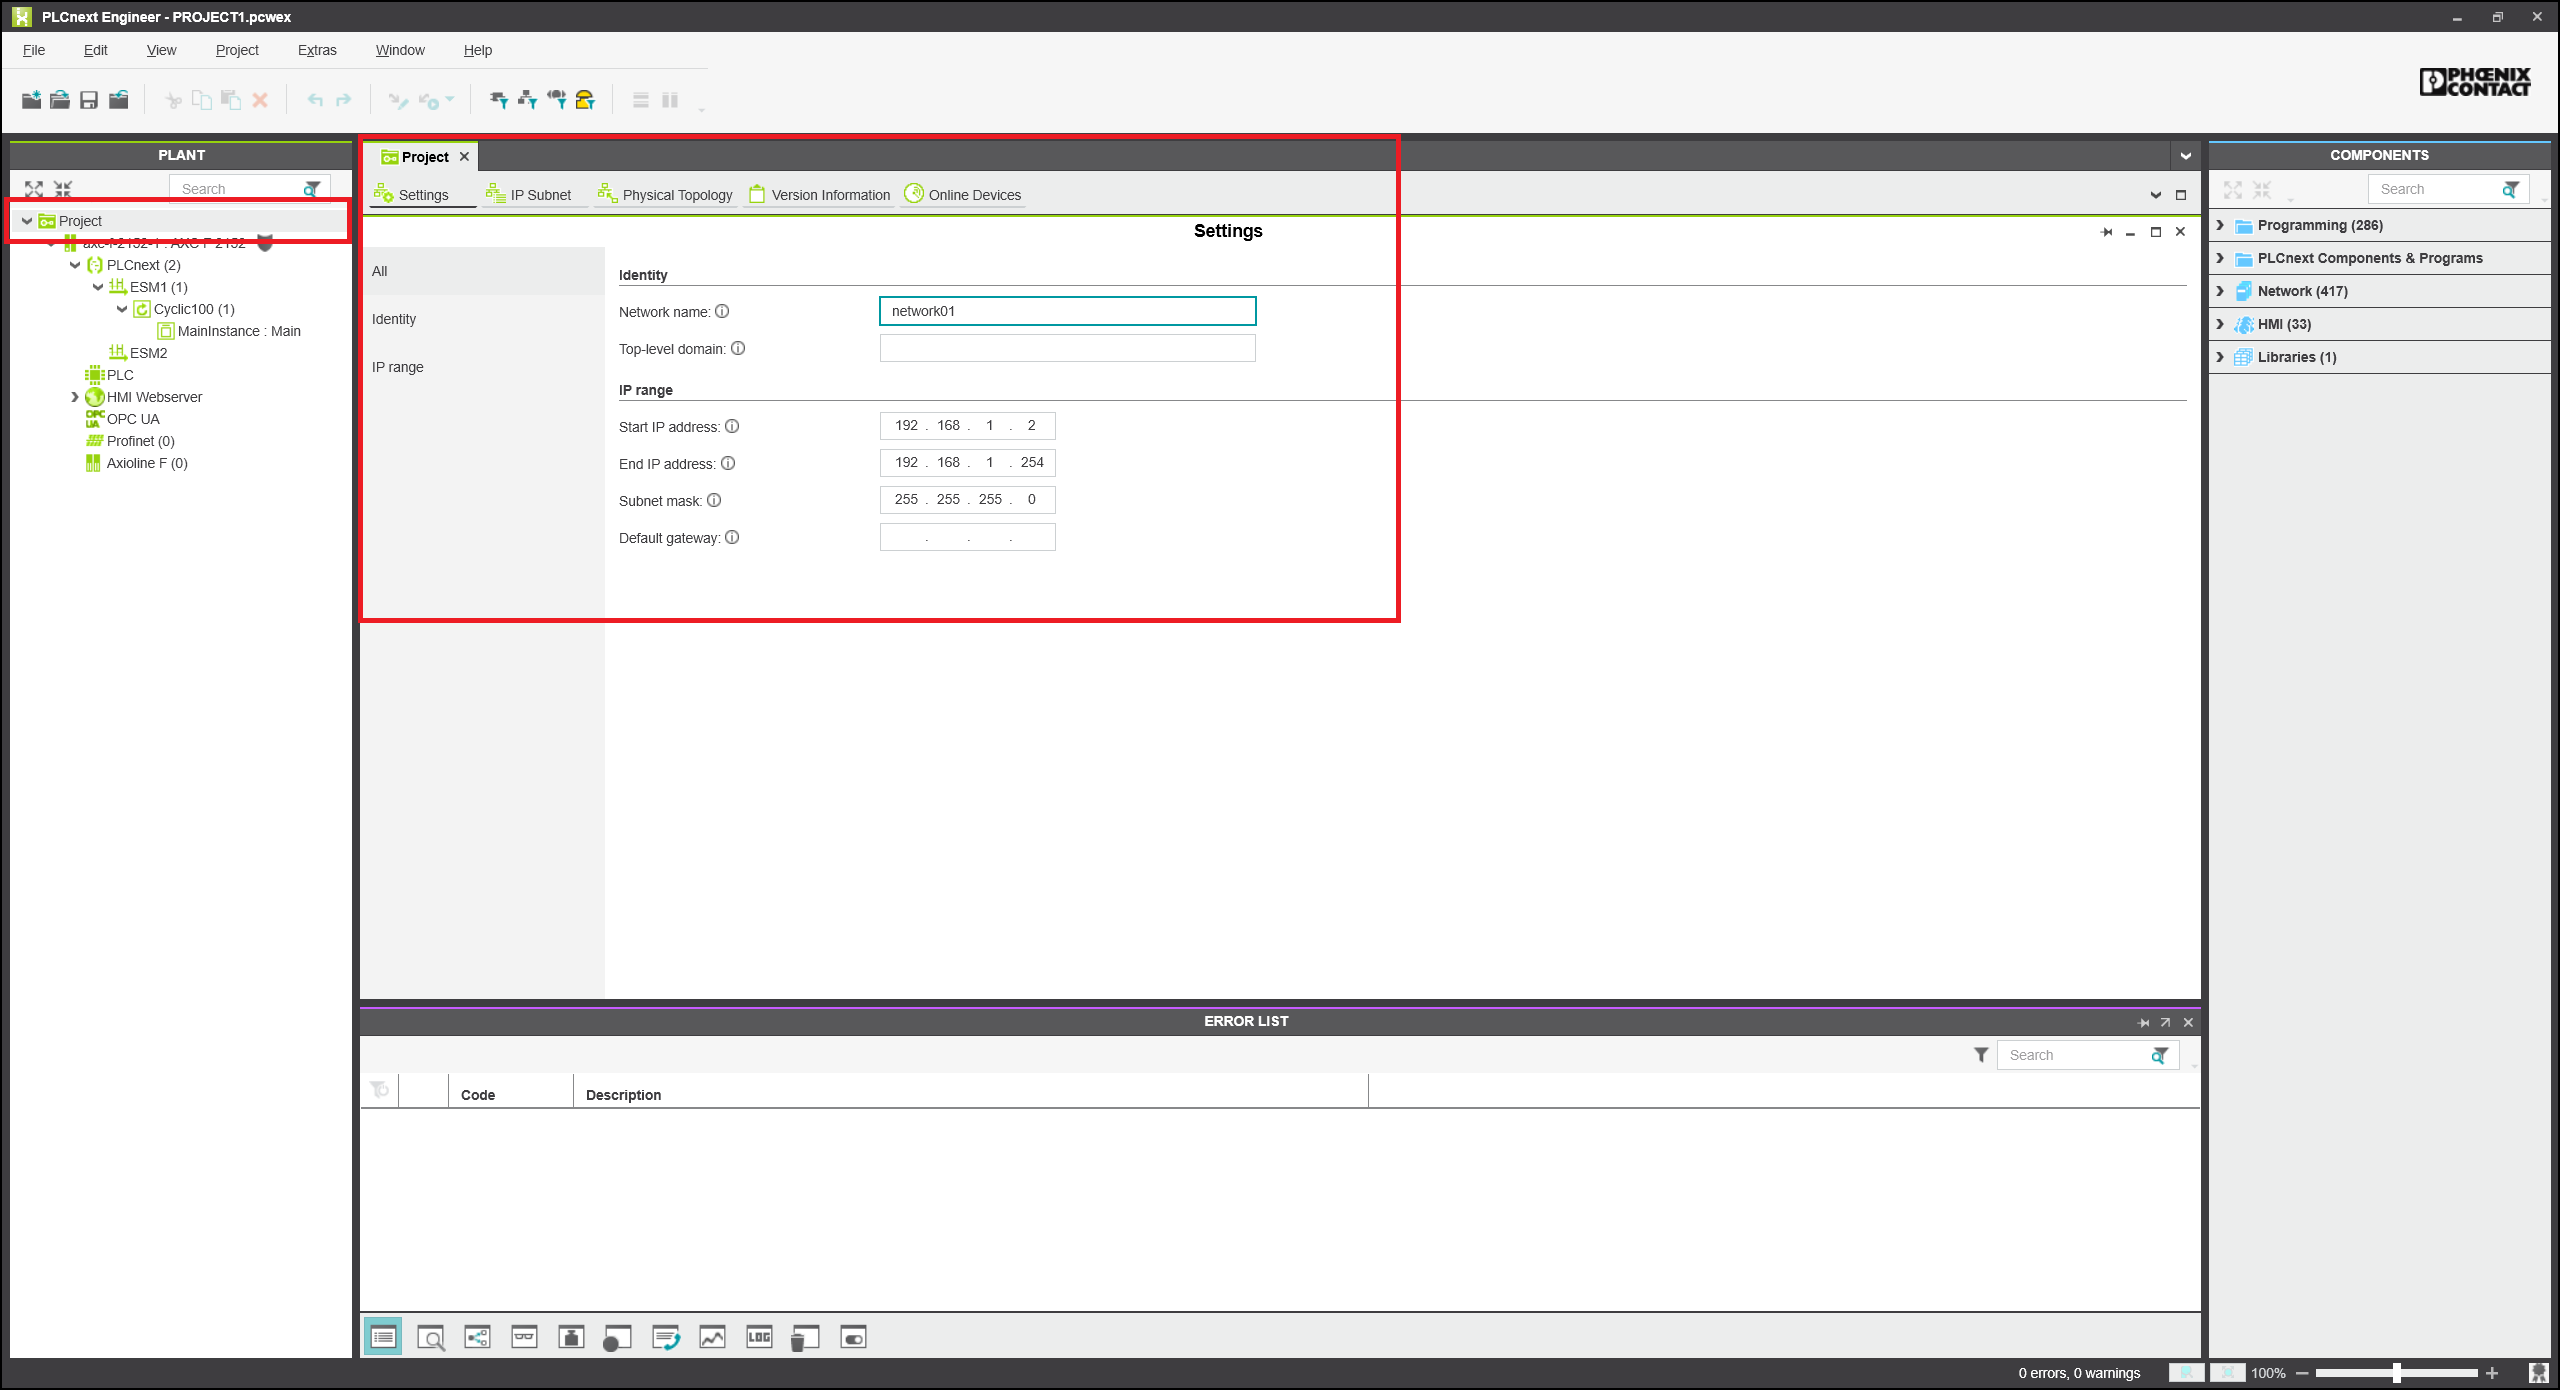 PLCnext Engineer - PROJECT1.pcwex
File Edit View Project Extras Window Help
PHOENIX
CONTACT
PLANT
Search
Project
axc-f-2152-1 : AXC F 2152
PLCnext (2)
ESM1 (1)
Cyclic100 (1)
MainInstance : Main
ESM2
PLC
HMI Webserver
OPC UA
OPC UA
Profinet (0)
Axioline F (0)
Project
Settings IP Subnet Physical Topology Version Information Online Devices
Settings
All
Identity
IP range
Identity
Network name: network01
Top-level domain:
IP range
Start IP address: 192 . 168 . 1 . 2
End IP address: 192 . 168 . 1 . 254
Subnet mask: 255 . 255 . 255 . 0
Default gateway: . . .
ERROR LIST
Search
Code Description
LOG
COMPONENTS
Search
Programming (286)
PLCnext Components & Programs
Network (417)
HMI (33)
Libraries (1)
0 errors, 0 warnings 100%